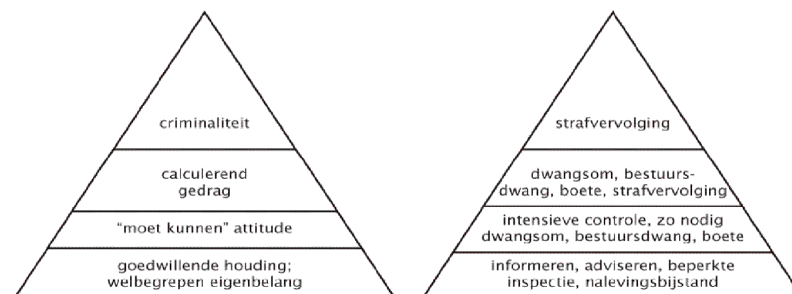 criminaliteit
calculerend
gedrag
"moet kunnen" attitude
goedwillende houding;
welbegrepen eigenbelang
strafvervolging
dwangsom, bestuurs-
dwang, boete, strafvervolging
intensieve controle, zo nodig
dwangsom, bestuursdwang, boete
informeren, adviseren, beperkte
inspectie, nalevingsbijstand